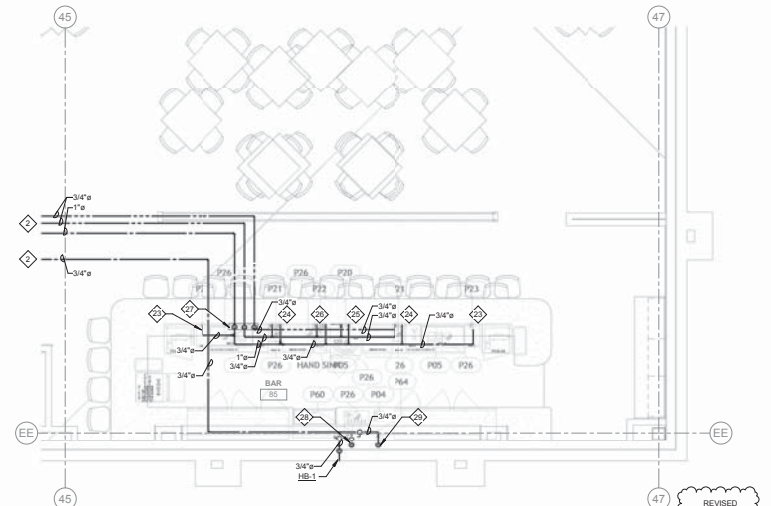 45
47
3/4"ø
1"ø
2
2
3/4"ø
P26
P26
P20
P21
P22
P23
3/4"ø
23
27
24
26
25
3/4"ø
3/4"ø
24
3/4"ø
23
3/4"ø
1"ø
3/4"ø
3/4"ø
3/4"ø
P26
HAND SINK
P05
26
P05
P26
P26
P64
BAR
85
P60
P26
P04
28
3/4"ø
29
EE
EE
3/4"ø
HB-1
45
47
REVISED